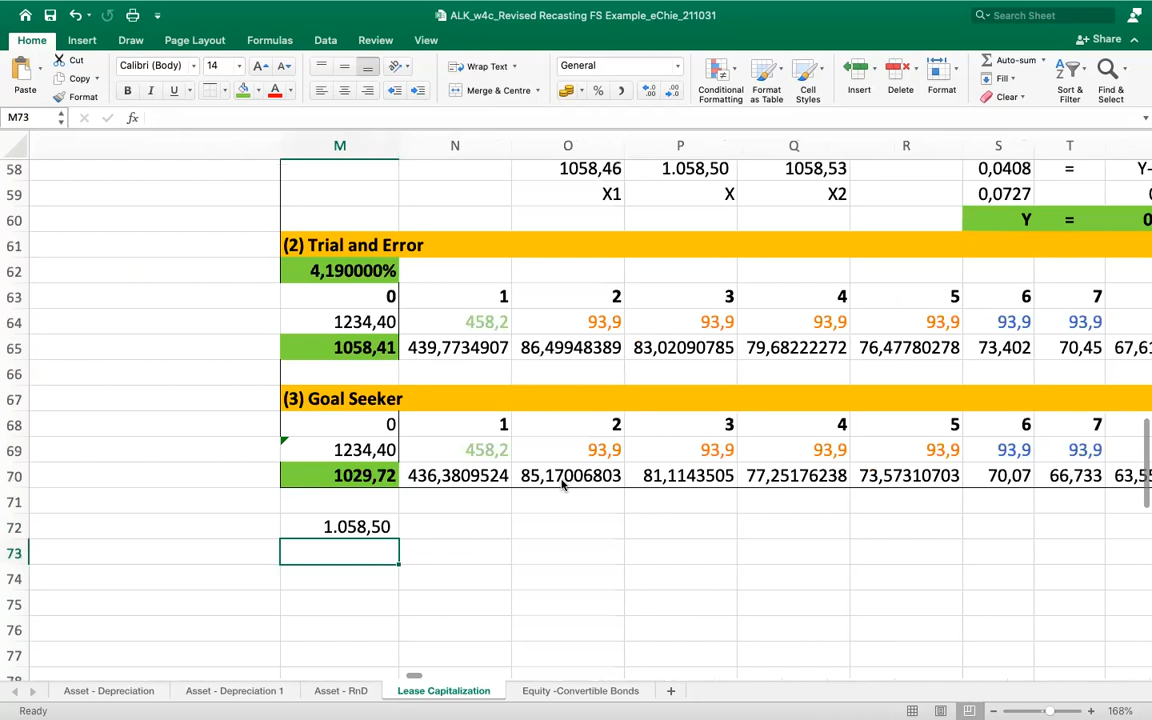 ALK_w4c_Revised Recasting FS Example_eChie_211031
Search Sheet
Home Insert Draw Page Layout Formulas Data Review View Share
Paste Cut Copy Format
Calibri (Body) 14 A A
B I U A
Wrap Text
Merge & Centre
General
%
Conditional Formatting
Format as Table
Cell Styles
Insert Delete Format
Auto-sum
Fill
Clear
Sort & Filter
Find & Select
M73 fx
M N O P Q R S T
58 1058,46 1.058,50 1058,53 0,0408 = Y-
59 X1 X X2 0,0727 0
60 Y = 0
61 (2) Trial and Error
62 4,190000%
63 0 1 2 3 4 5 6 7
64 1234,40 458,2 93,9 93,9 93,9 93,9 93,9 93,9
65 1058,41 439,7734907 86,49948389 83,02090785 79,68222272 76,47780278 73,402 70,45 67,61
66
67 (3) Goal Seeker
68 0 1 2 3 4 5 6 7
69 1234,40 458,2 93,9 93,9 93,9 93,9 93,9 93,9
70 1029,72 436,3809524 85,17006803 81,1143505 77,25176238 73,57310703 70,07 66,733 63,55
71
72 1.058,50
73
74
75
76
77
78
Asset - Depreciation Asset - Depreciation 1 Asset - RnD Lease Capitalization Equity -Convertible Bonds +
Ready 168%